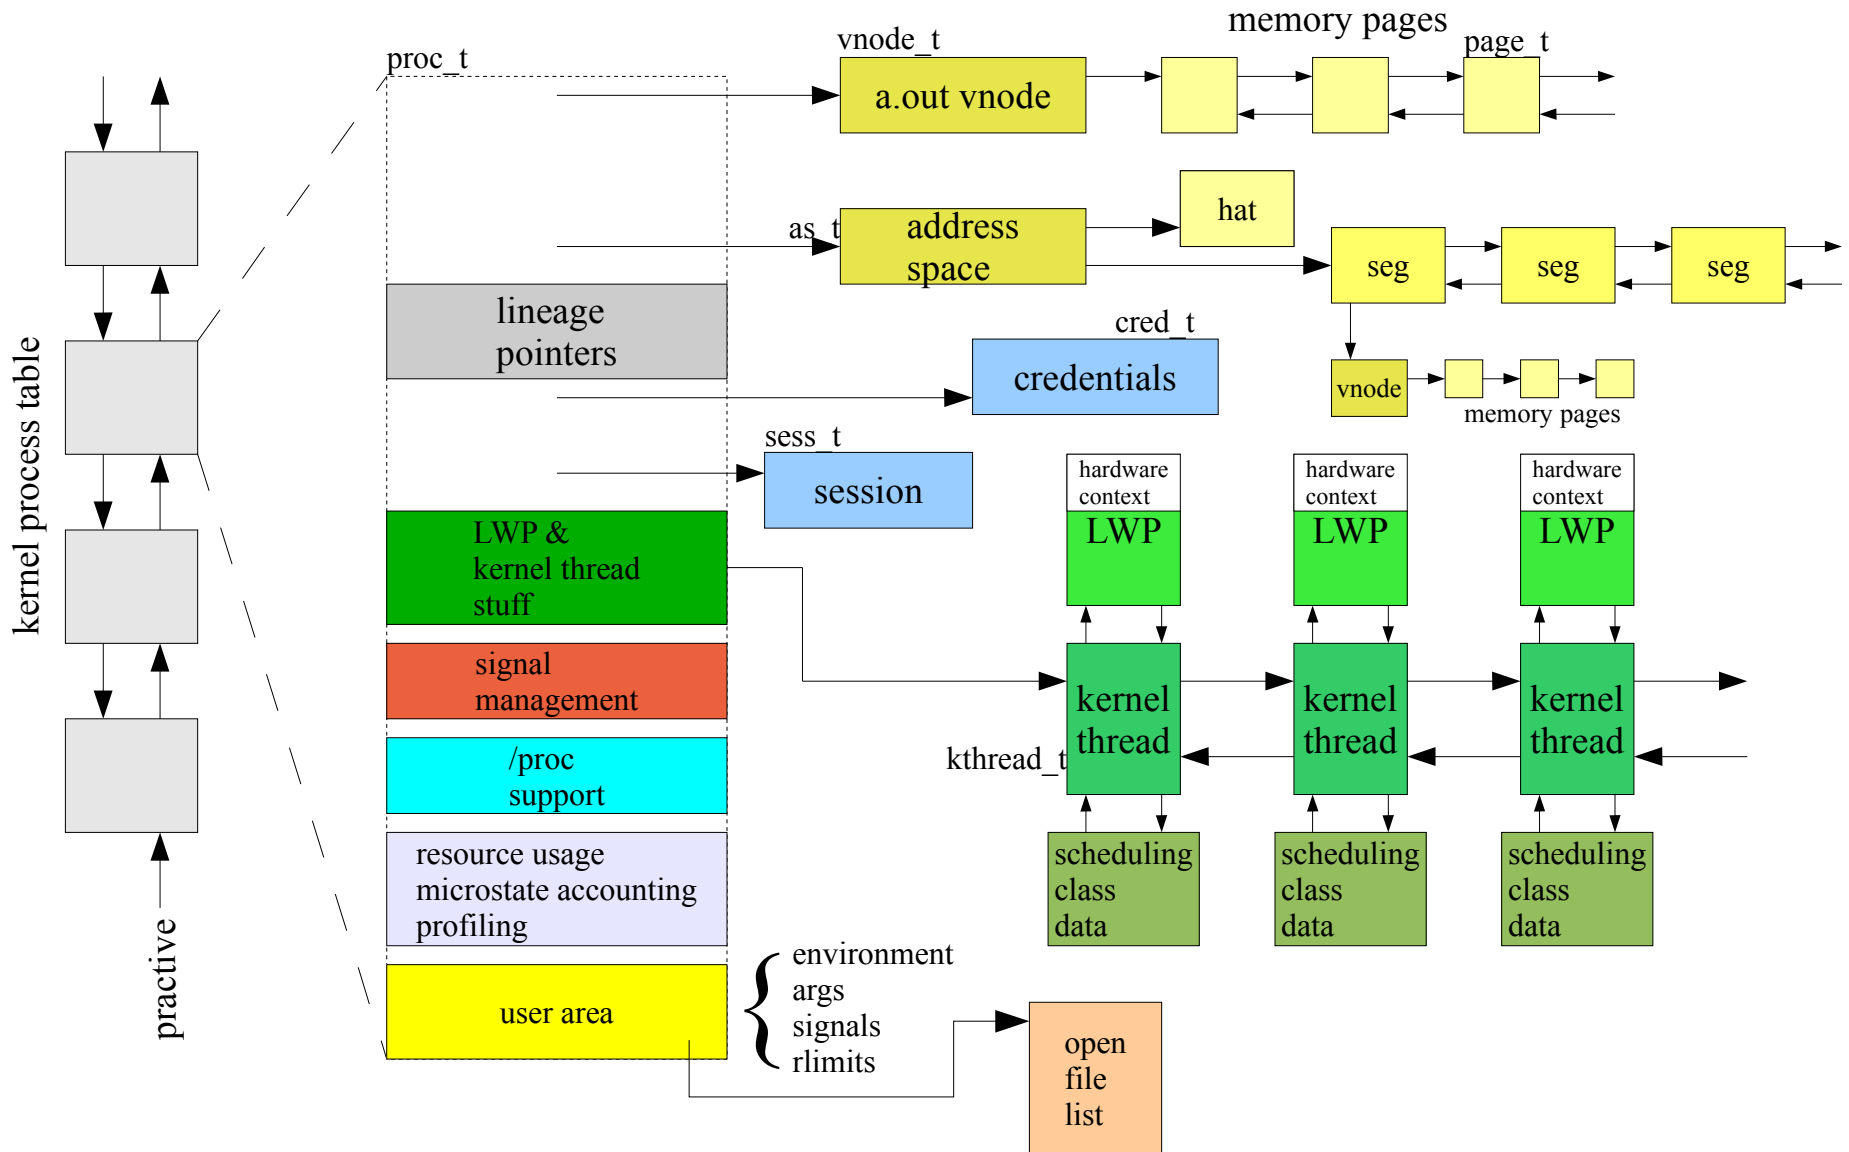 memory pages
vnode_t
page_t
proc_t
a.out vnode
hat
as_t
address
space
seg
seg
seg
lineage
pointers
cred_t
credentials
vnode
memory pages
kernel process table
sess_t
session
hardware
context
LWP
hardware
context
LWP
hardware
context
LWP
LWP &
kernel thread
stuff
signal
management
kernel
thread
kernel
thread
kernel
thread
kthread_t
/proc
support
resource usage
microstate accounting
profiling
scheduling
class
data
scheduling
class
data
scheduling
class
data
practive
user area
environment
args
signals
rlimits
open
file
list